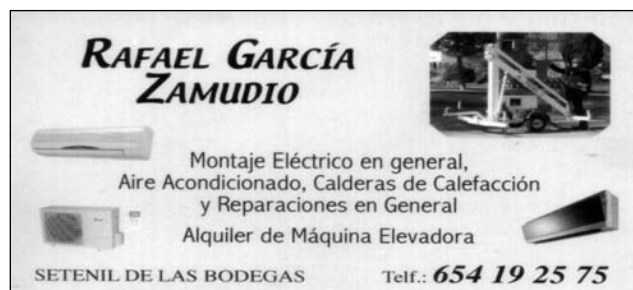 RAFAEL GARCÍA
ZAMUDIO
Montaje Eléctrico en general,
Aire Acondicionado, Calderas de Calefacción
y Reparaciones en General
Alquiler de Máquina Elevadora
SETENIL DE LAS BODEGAS Telf.: 654 19 25 75